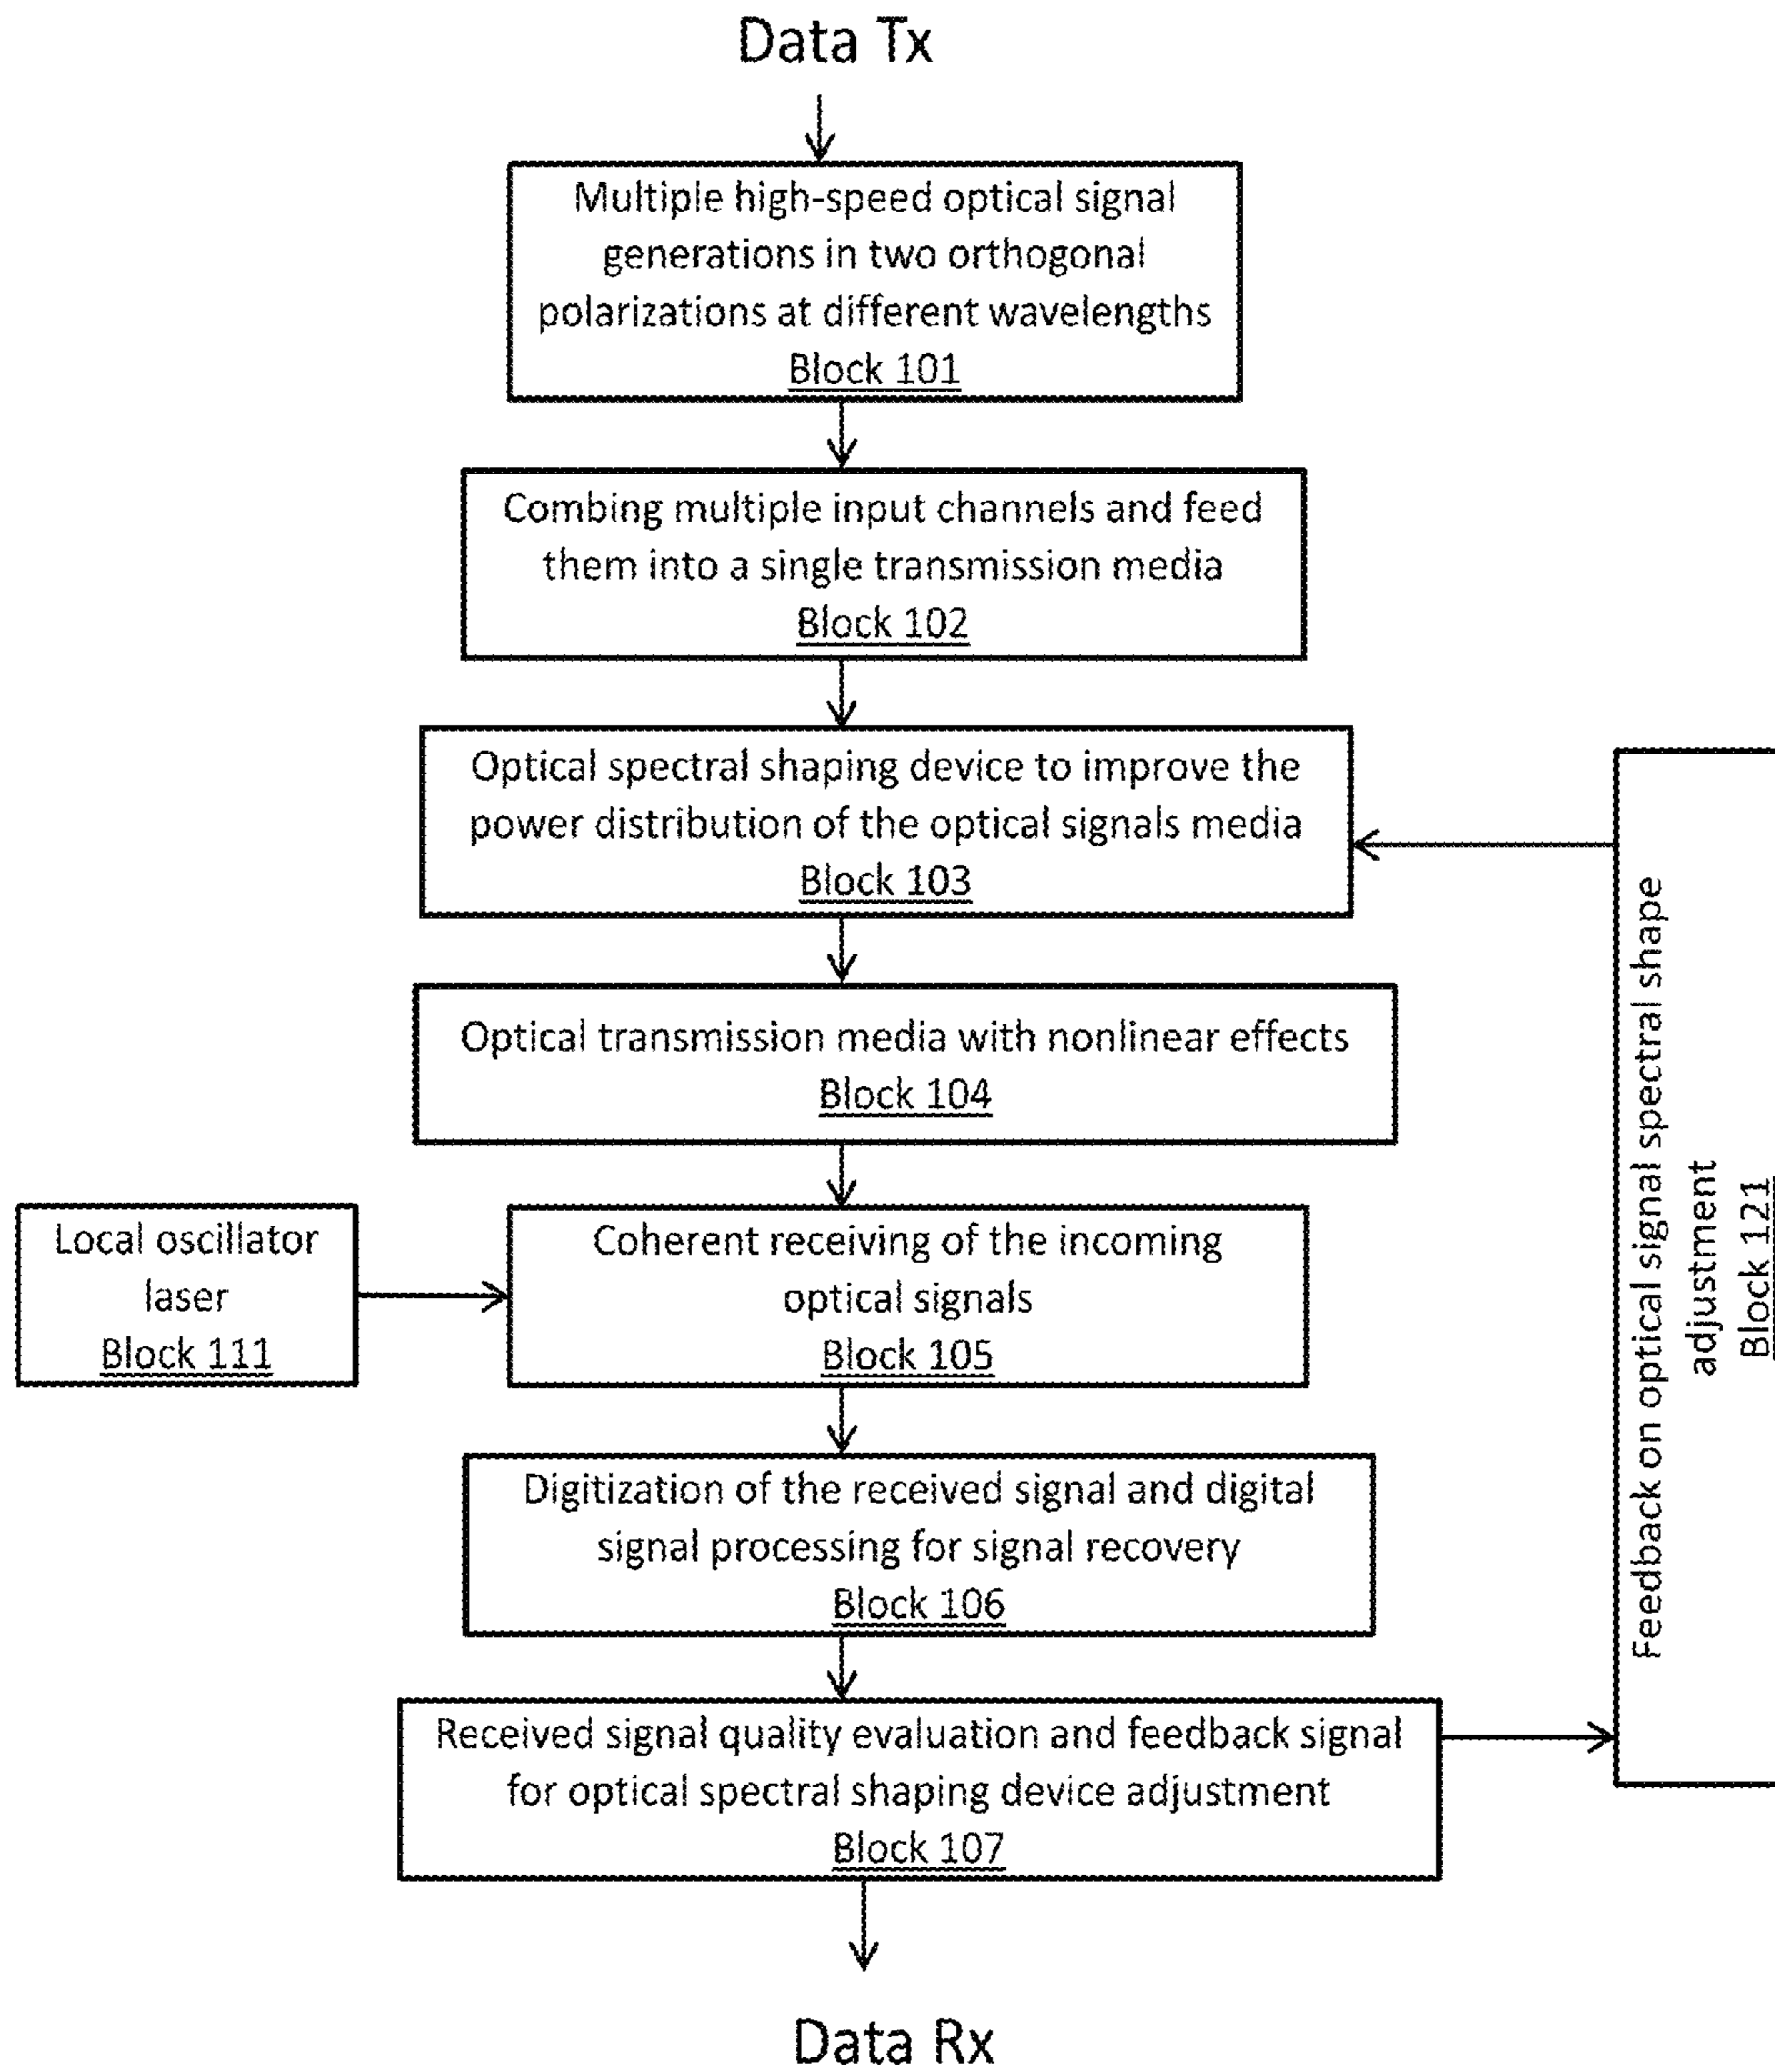 Data Tx
Multiple high-speed optical signal
generations in two orthogonal
polarizations at different wavelengths
Block 101
Combing multiple input channels and feed
them into a single transmission media
Block 102
Optical spectral shaping device to improve the
power distribution of the optical signals media
Block 103
Optical transmission media with nonlinear effects
Block 104
Local oscillator
laser
Block 111
Coherent receiving of the incoming
optical signals
Block 105
Digitization of the received signal and digital
signal processing for signal recovery
Block 106
Received signal quality evaluation and feedback signal
for optical spectral shaping device adjustment
Block 107
Feedback on optical signal spectral shape
adjustment
Block 121
Data Rx